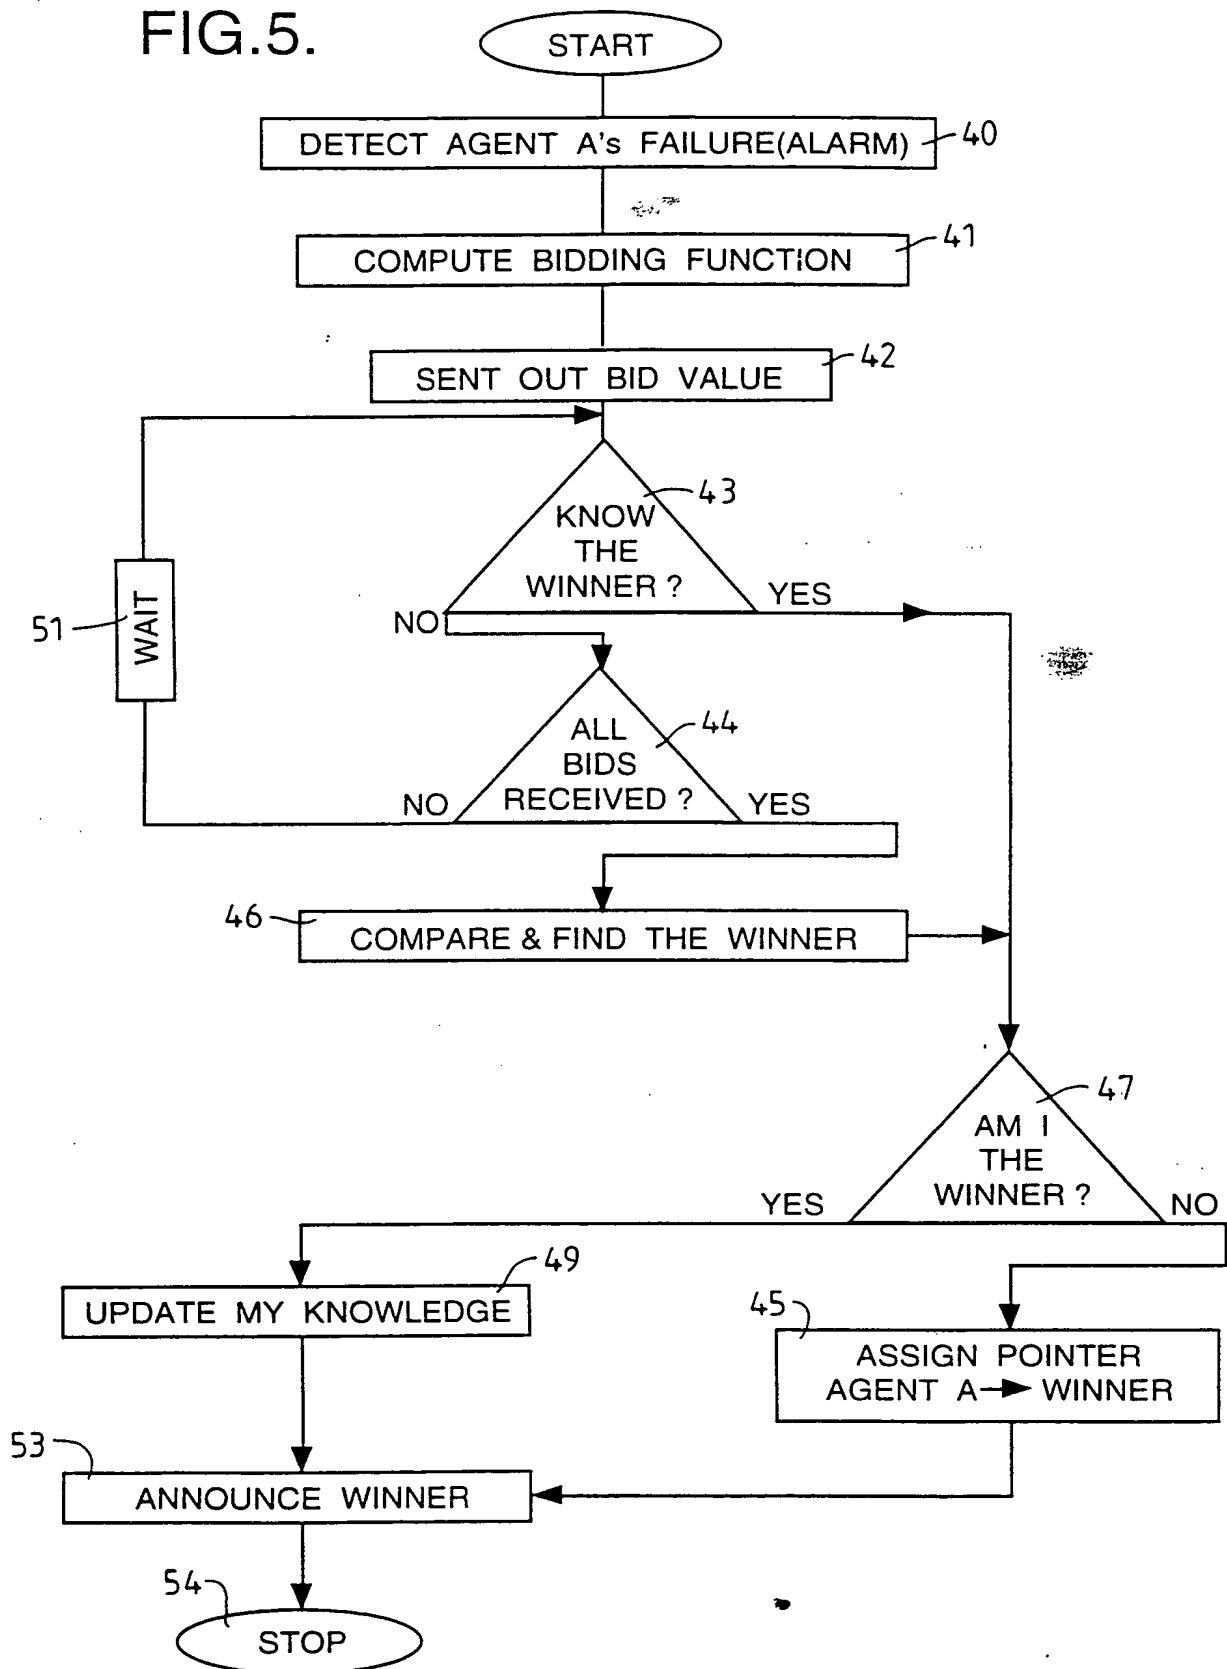 FIG.5.
START
DETECT AGENT A's FAILURE(ALARM)
40
COMPUTE BIDDING FUNCTION
41
SENT OUT BID VALUE
42
43
KNOW
THE
WINNER ?
NO
YES
51
WAIT
44
ALL
BIDS
RECEIVED ?
NO
YES
46
COMPARE & FIND THE WINNER
47
AM I
THE
WINNER ?
YES
NO
49
UPDATE MY KNOWLEDGE
45
ASSIGN POINTER
AGENT A → WINNER
53
ANNOUNCE WINNER
54
STOP